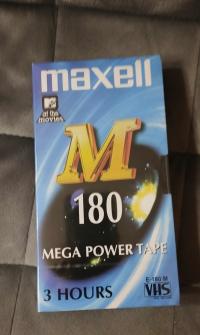 maxell
MTV
at the
movies
M
180
MEGA POWER TAPE
3 HOURS
E-180 M
VHS